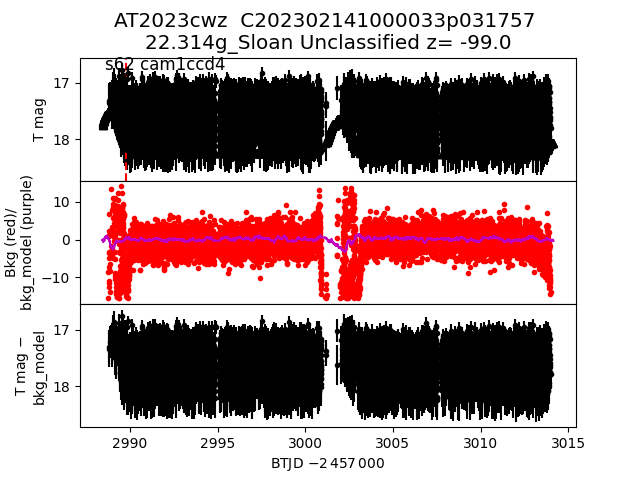 AT2023cwz C202302141000033p031757
22.314g_Sloan Unclassified z= -99.0
s62 cam1ccd4
17
18
T mag
10
0
−10
Bkg (red)/
bkg_model (purple)
17
18
T mag −
bkg_model
2990
2995
3000
3005
3010
3015
BTJD −2 457 000